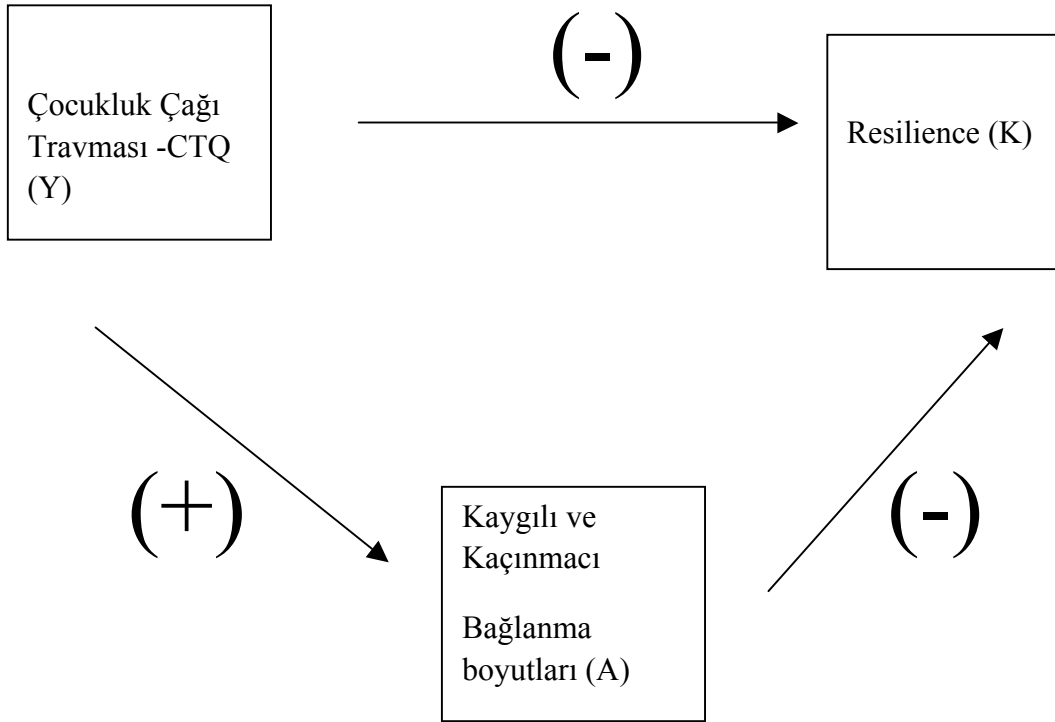 Çocukluk Çağı
Travması -CTQ
(Y)
(-)
Resilience (K)
(+)
Kaygılı ve
Kaçınmacı
Bağlanma
boyutları (A)
(-)